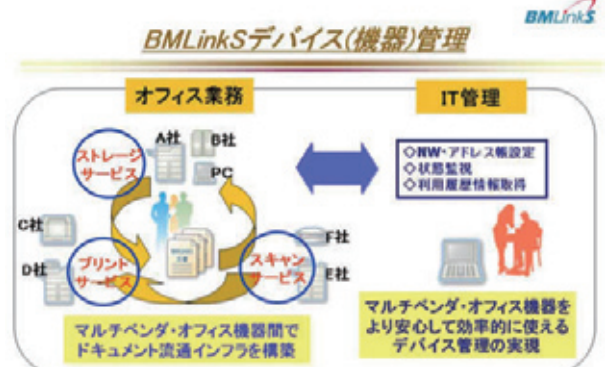 BMLinkS
BMLinkSデバイス(機器)管理
オフィス業務
IT管理
ストレージ
サービス
A社
B社
PC
C社
D社
プリント
サービス
スキャン
サービス
F社
E社
◇NW・アドレス帳設定
◇状態監視
◇利用履歴情報取得
マルチベンダ・オフィス機器間で
ドキュメント流通インフラを構築
マルチベンダ・オフィス機器を
より安心して効率的に使える
デバイス管理の実現